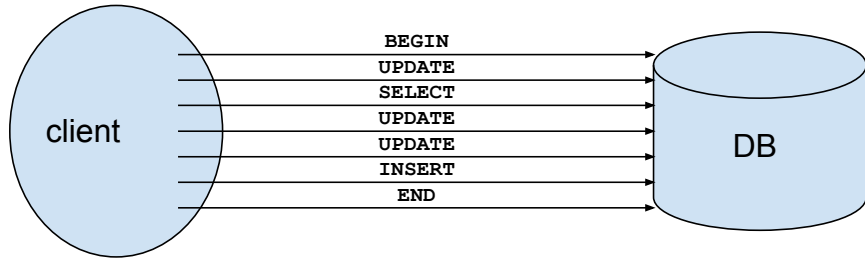 BEGIN
UPDATE
SELECT
client
UPDATE
DB
UPDATE
INSERT
END